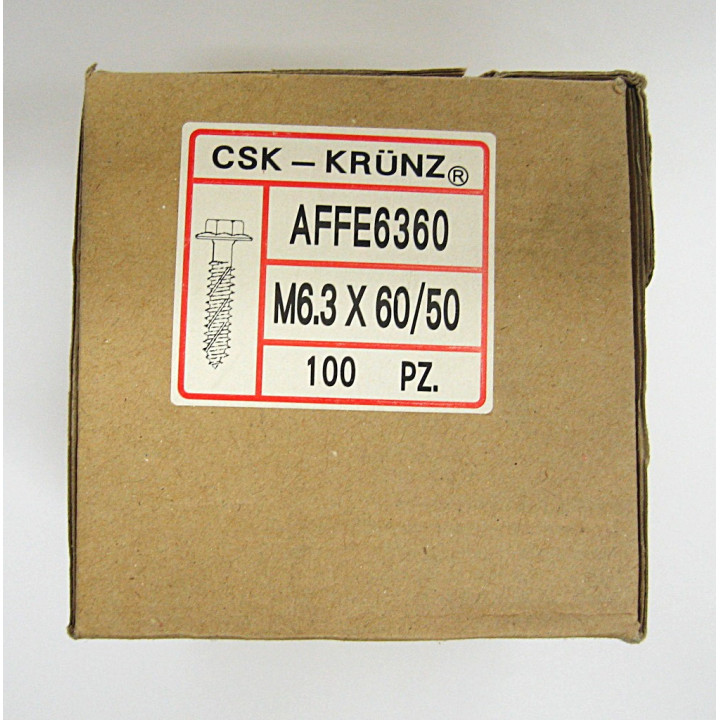 CSK – KRÜNZ®
AFFE6360
M6.3 X 60/50
100 PZ.